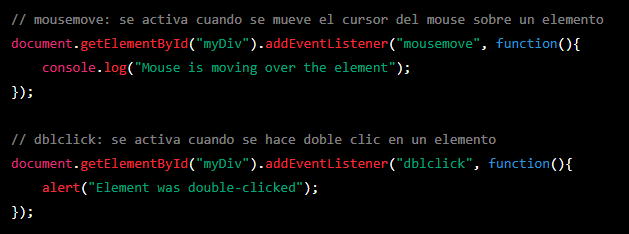 // mousemove: se activa cuando se mueve el cursor del mouse sobre un elemento
document.getElementById("myDiv").addEventListener("mousemove", function(){
    console.log("Mouse is moving over the element");
});

// dblclick: se activa cuando se hace doble clic en un elemento
document.getElementById("myDiv").addEventListener("dblclick", function(){
    alert("Element was double-clicked");
});